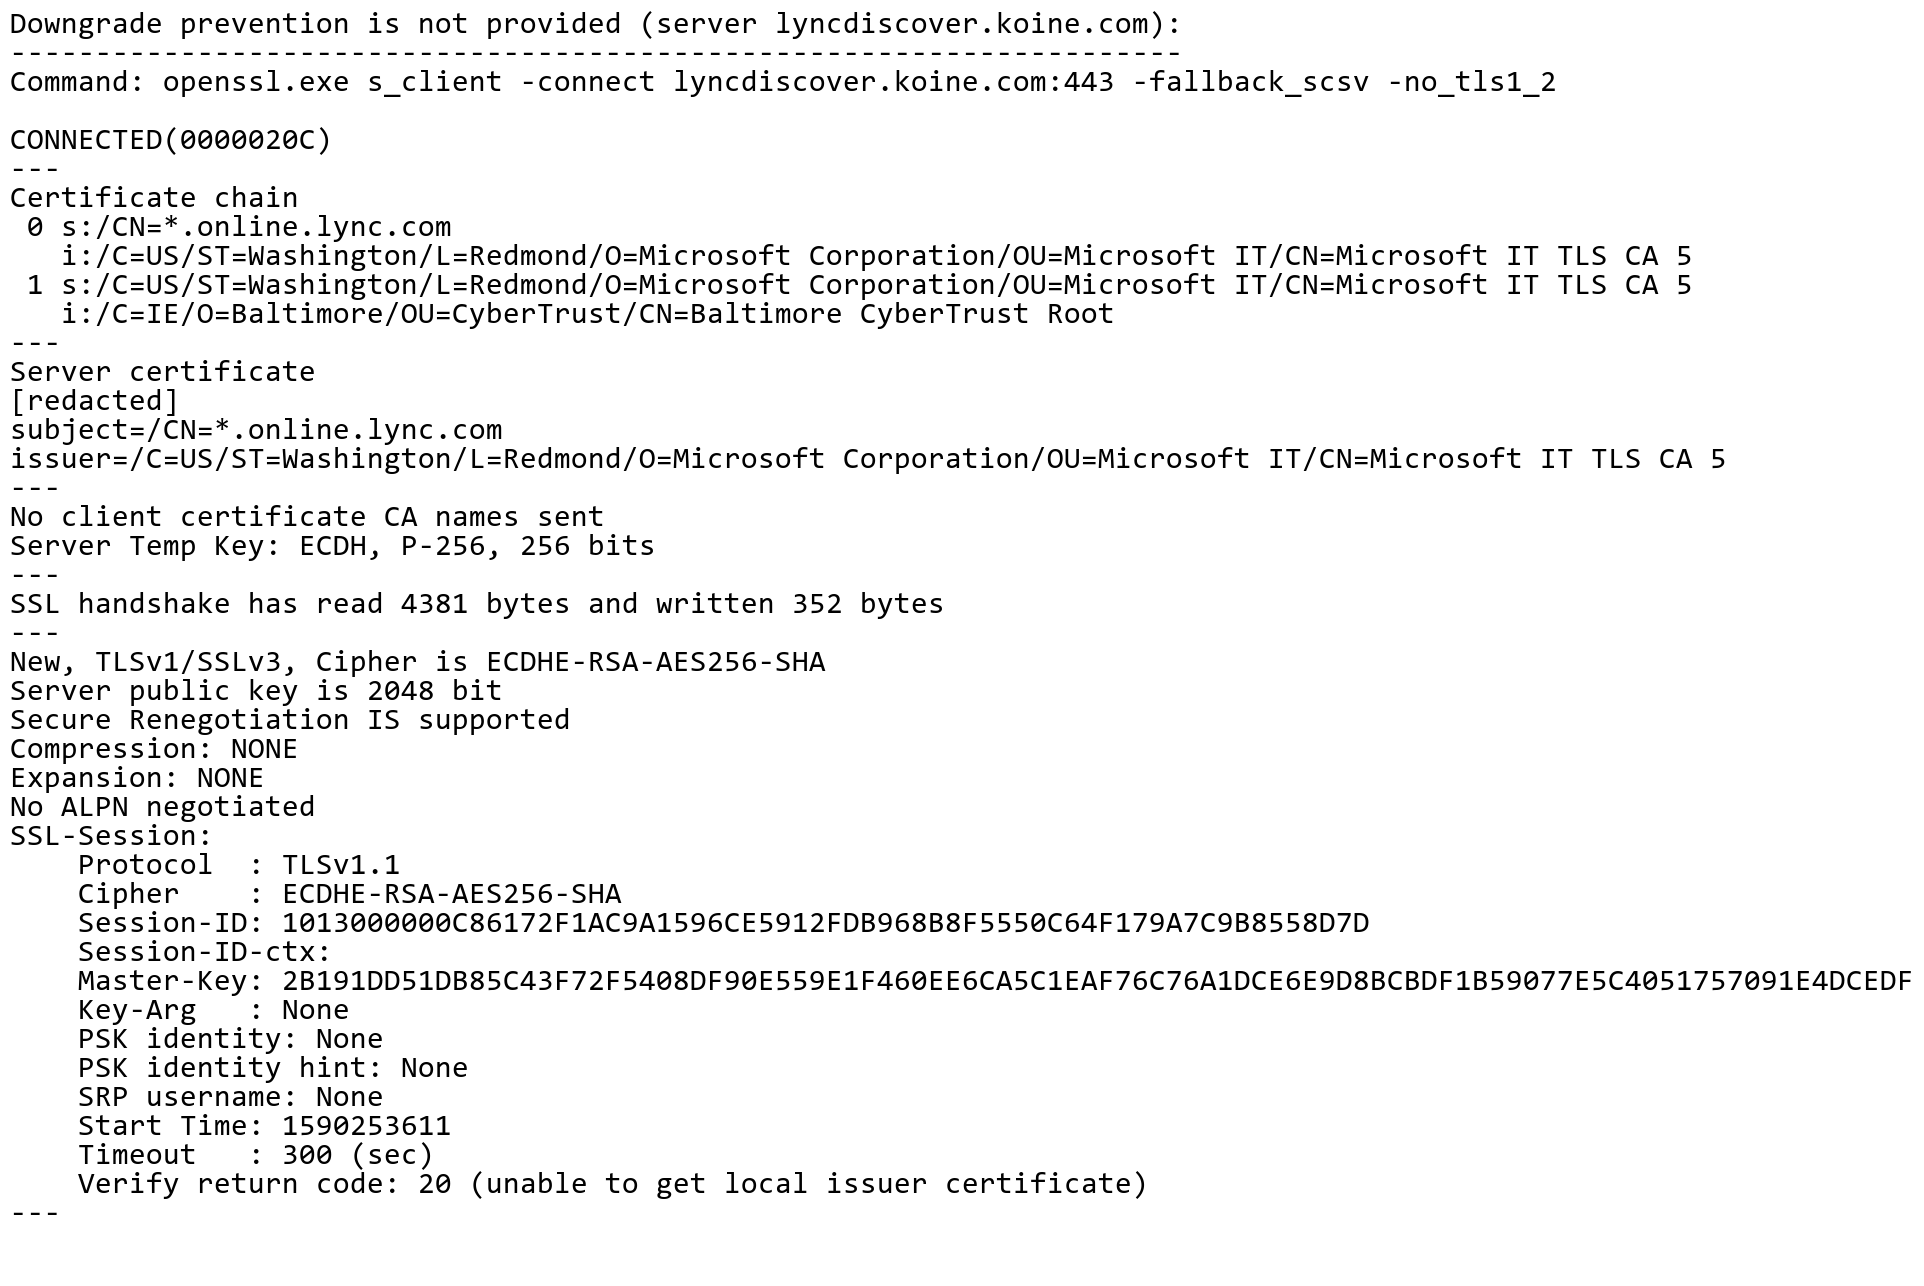 Downgrade prevention is not provided (server lyncdiscover.koine.com):
---------------------------------------------------------------------
Command: openssl.exe s_client -connect lyncdiscover.koine.com:443 -fallback_scsv -no_tls1_2

CONNECTED(0000020C)
---
Certificate chain
 0 s:/CN=*.online.lync.com
   i:/C=US/ST=Washington/L=Redmond/O=Microsoft Corporation/OU=Microsoft IT/CN=Microsoft IT TLS CA 5
 1 s:/C=US/ST=Washington/L=Redmond/O=Microsoft Corporation/OU=Microsoft IT/CN=Microsoft IT TLS CA 5
   i:/C=IE/O=Baltimore/OU=CyberTrust/CN=Baltimore CyberTrust Root
---
Server certificate
[redacted]
subject=/CN=*.online.lync.com
issuer=/C=US/ST=Washington/L=Redmond/O=Microsoft Corporation/OU=Microsoft IT/CN=Microsoft IT TLS CA 5
---
No client certificate CA names sent
Server Temp Key: ECDH, P-256, 256 bits
---
SSL handshake has read 4381 bytes and written 352 bytes
---
New, TLSv1/SSLv3, Cipher is ECDHE-RSA-AES256-SHA
Server public key is 2048 bit
Secure Renegotiation IS supported
Compression: NONE
Expansion: NONE
No ALPN negotiated
SSL-Session:
    Protocol  : TLSv1.1
    Cipher    : ECDHE-RSA-AES256-SHA
    Session-ID: 1013000000C86172F1AC9A1596CE5912FDB968B8F5550C64F179A7C9B8558D7D
    Session-ID-ctx:
    Master-Key: 2B191DD51DB85C43F72F5408DF90E559E1F460EE6CA5C1EAF76C76A1DCE6E9D8BCBDF1B59077E5C4051757091E4DCEDF
    Key-Arg   : None
    PSK identity: None
    PSK identity hint: None
    SRP username: None
    Start Time: 1590253611
    Timeout   : 300 (sec)
    Verify return code: 20 (unable to get local issuer certificate)
---